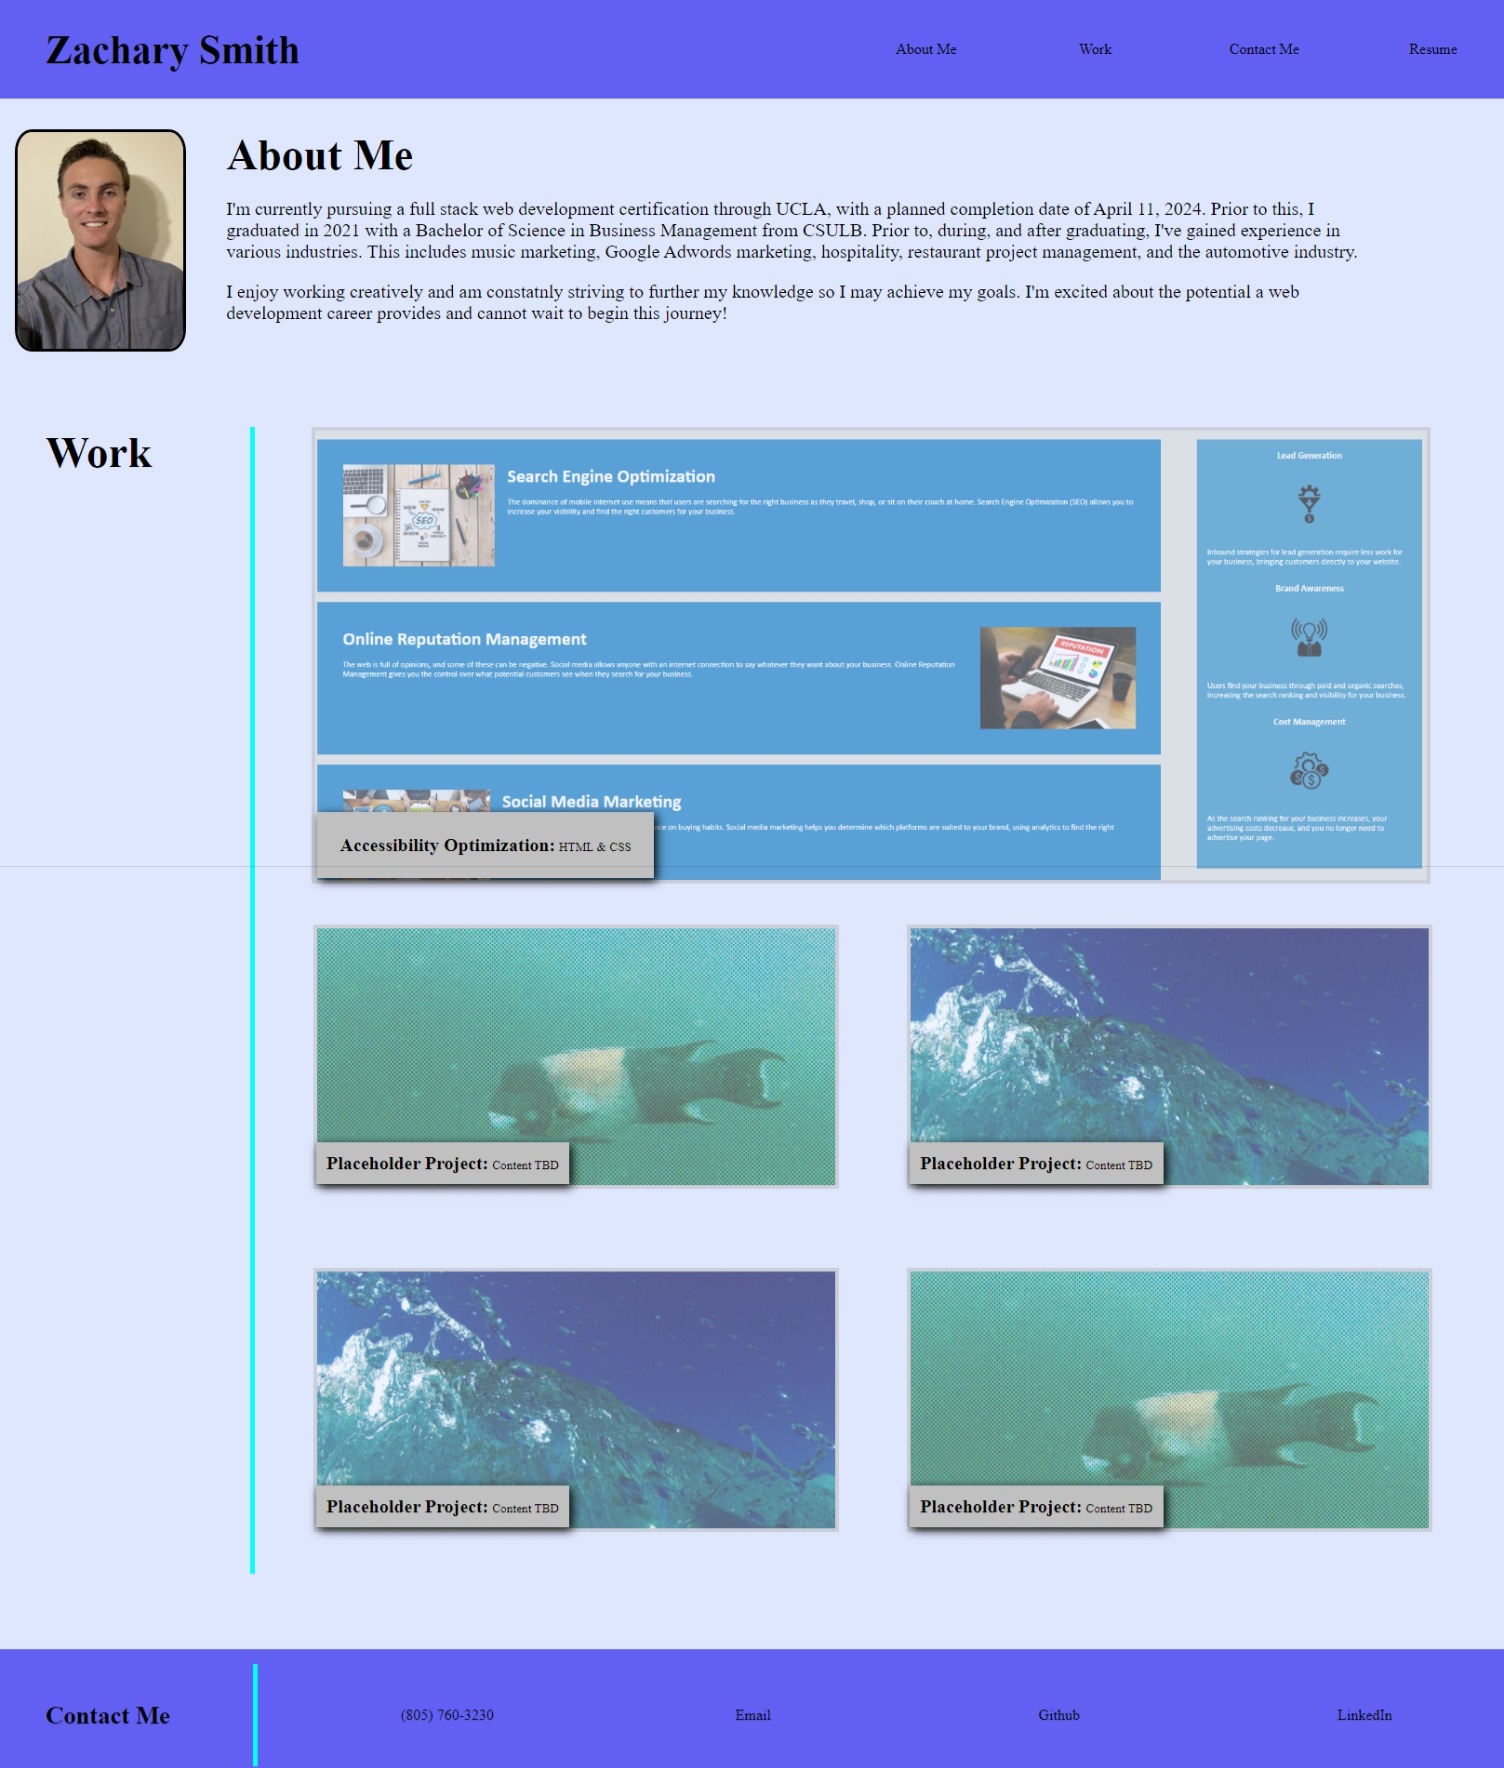 Zachary Smith
About Me
Work
Contact Me
Resume
About Me
I'm currently pursuing a full stack web development certification through UCLA, with a planned completion date of April 11, 2024. Prior to this, I
graduated in 2021 with a Bachelor of Science in Business Management from CSULB. Prior to, during, and after graduating, I've gained experience in
various industries. This includes music marketing, Google Adwords marketing, hospitality, restaurant project management, and the automotive industry.
I enjoy working creatively and am constatnly striving to further my knowledge so I may achieve my goals. I'm excited about the potential a web
development career provides and cannot wait to begin this journey!
Work
Search Engine Optimization
The dominance of mobile internet use means that users are searching for the right business as they travel, shop, or sit on their couch at home. Search Engine Optimization (SEO) allows you to
increase your visibility and find the right customers for your business.
SEO
Online Reputation Management
The web is full of opinions, and some of these can be negative. Social media allows anyone with an internet connection to say whatever they want about your business. Online Reputation
Management gives you the control over what potential customers see when they search for your business.
REPUTATION
Social Media Marketing
ce on buying habits. Social media marketing helps you determine which platforms are suited to your brand, using analytics to find the right
Lead Generation
Inbound strategies for lead generation require less work for
your business, bringing customers directly to your website.
Brand Awareness
Users find your business through paid and organic searches,
increasing the search ranking and visibility for your business.
Cost Management
As the search ranking for your business increases, your
advertising costs decrease, and you no longer need to
advertise your page.
Accessibility Optimization: HTML & CSS
Placeholder Project: Content TBD
Placeholder Project: Content TBD
Placeholder Project: Content TBD
Placeholder Project: Content TBD
Contact Me
(805) 760-3230
Email
Github
LinkedIn